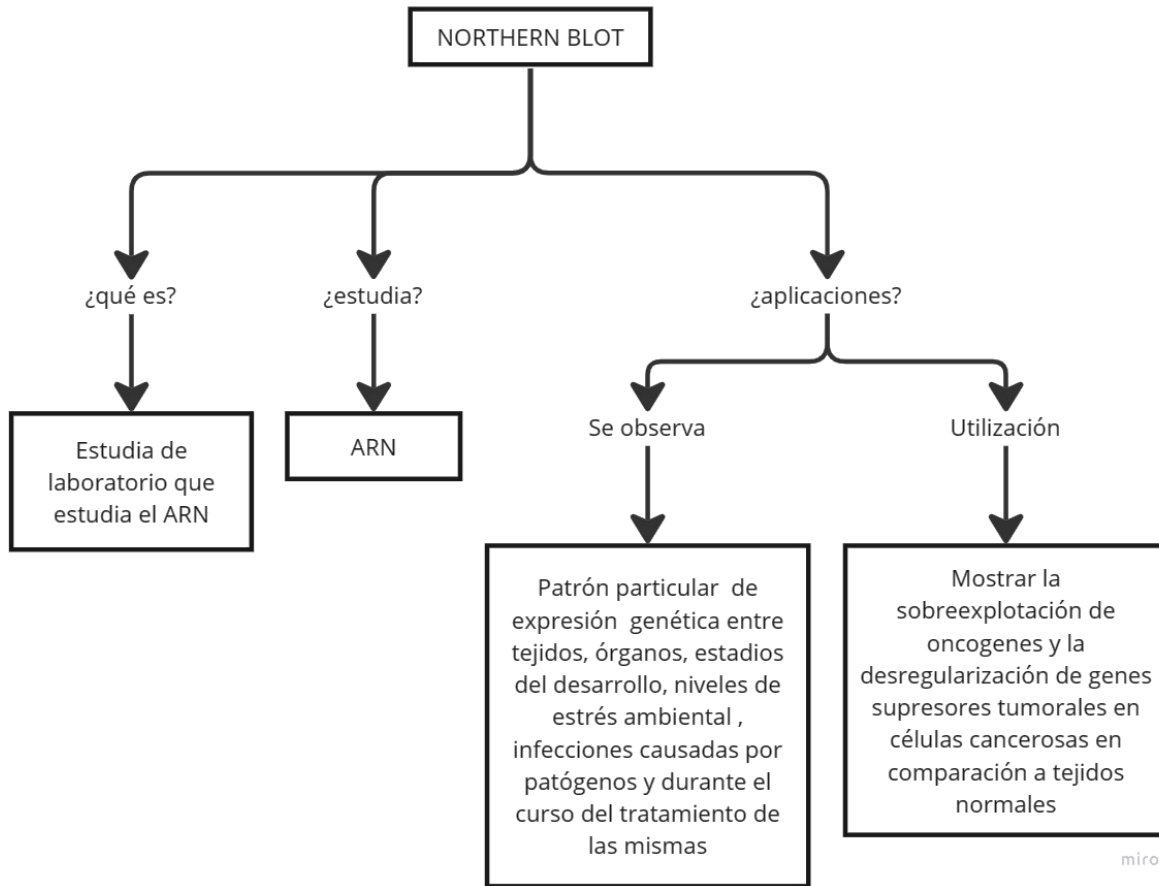 NORTHERN BLOT
¿qué es?
¿estudia?
¿aplicaciones?
Estudia de
laboratorio que
estudia el ARN
ARN
Se observa
Utilización
Patrón particular de
expresión genética entre
tejidos, órganos, estadios
del desarrollo, niveles de
estrés ambiental ,
infecciones causadas por
patógenos y durante el
curso del tratamiento de
las mismas
Mostrar la
sobreexplotación de
oncogenes y la
desregularización de genes
supresores tumorales en
células cancerosas en
comparación a tejidos
normales
miro